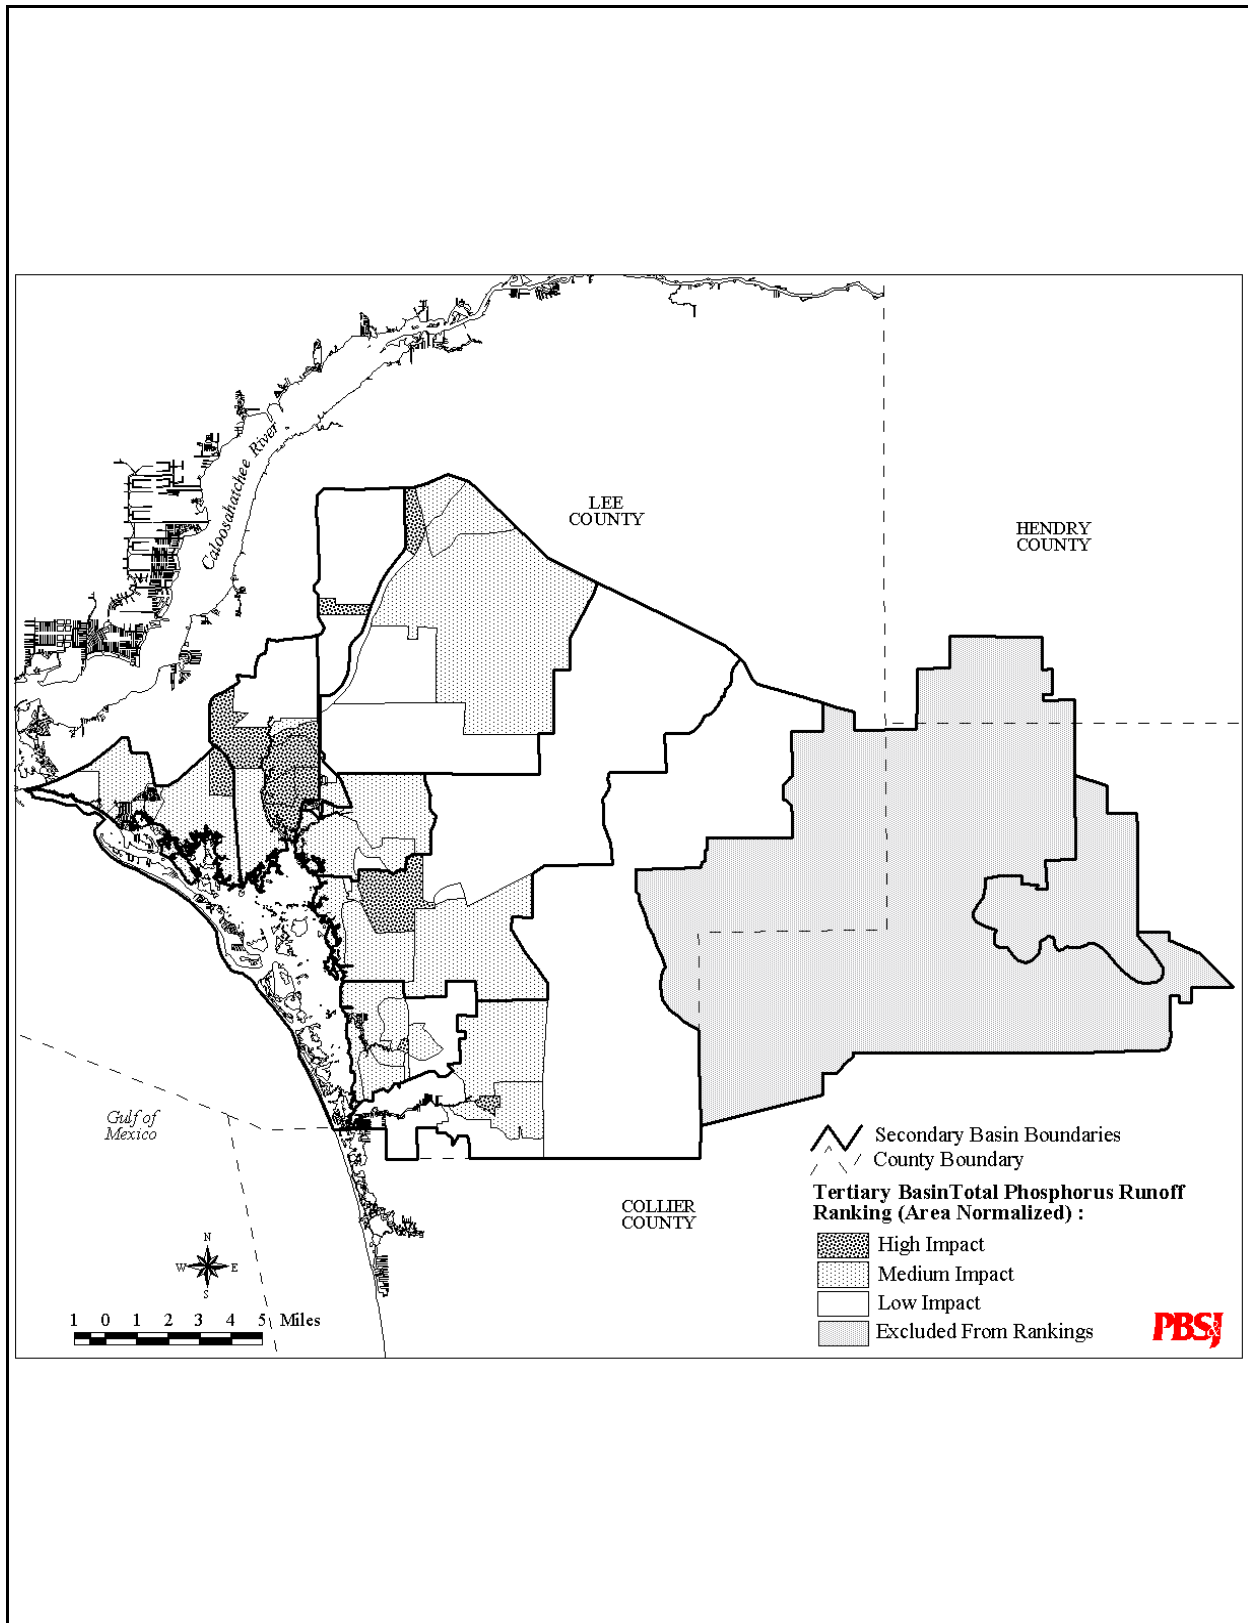 Caloosahatchee River
LEE
COUNTY
HENDRY
COUNTY
Gulf of
Mexico
COLLIER
COUNTY
Secondary Basin Boundaries
County Boundary
Tertiary BasinTotal Phosphorus Runoff
Ranking (Area Normalized) :
High Impact
Medium Impact
Low Impact
Excluded From Rankings
N
W E
S
1 0 1 2 3 4 5 Miles
PBS&J